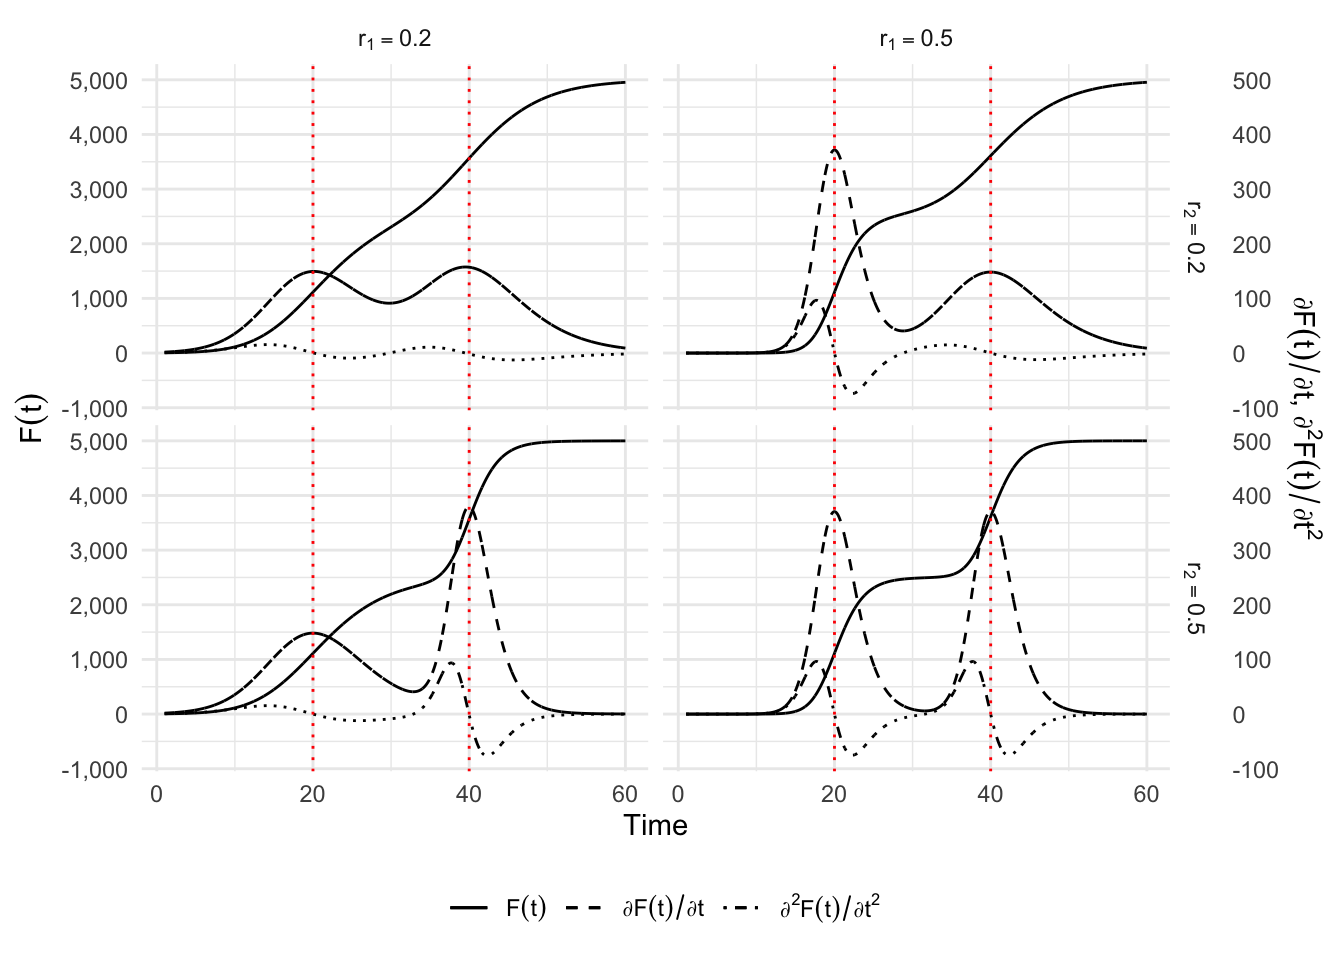 r₁ = 0.2
r₁ = 0.5
5,000
4,000
3,000
2,000
1,000
0
-1,000
500
400
300
200
100
0
-100
r₂ = 0.2
F(t)
∂F(t)/∂t, ∂²F(t)/∂t²
5,000
4,000
3,000
2,000
1,000
0
-1,000
500
400
300
200
100
0
-100
r₂ = 0.5
0 20 40 60
0 20 40 60
Time
F(t) ∂F(t)/∂t ∂²F(t)/∂t²